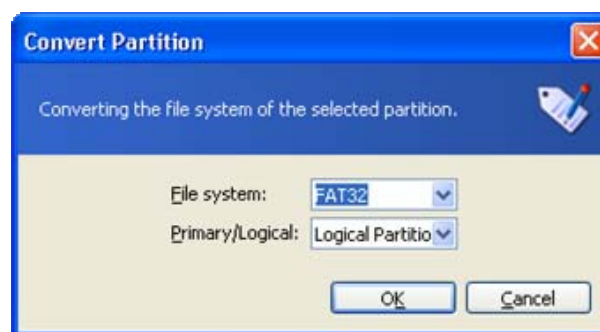 Convert Partition
Converting the file system of the selected partition.
File system: FAT32
Primary/Logical: Logical Partitio
OK Cancel